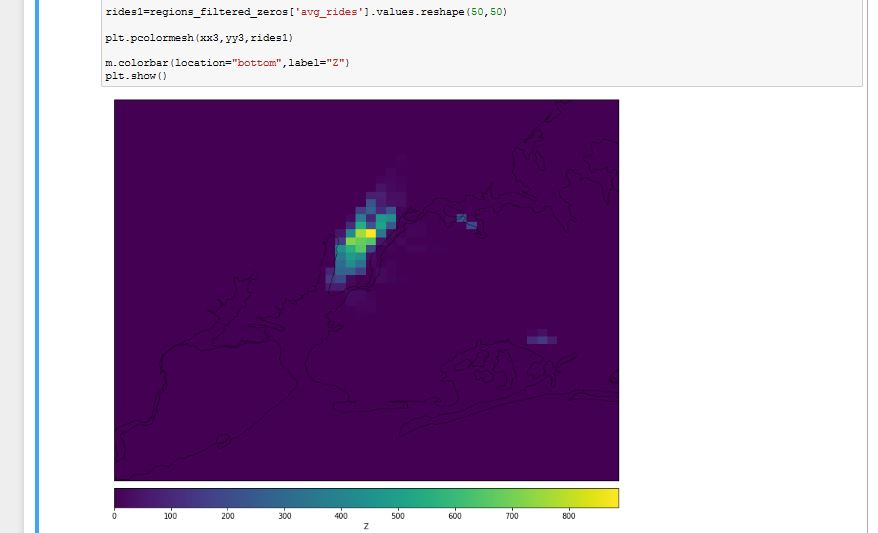 rides1=regions_filtered_zeros['avg_rides'].values.reshape(50,50)
plt.pcolormesh(xx3,yy3,rides1)
m.colorbar(location="bottom",label="Z")
plt.show()
0 100 200 300 400 500 600 700 800
Z